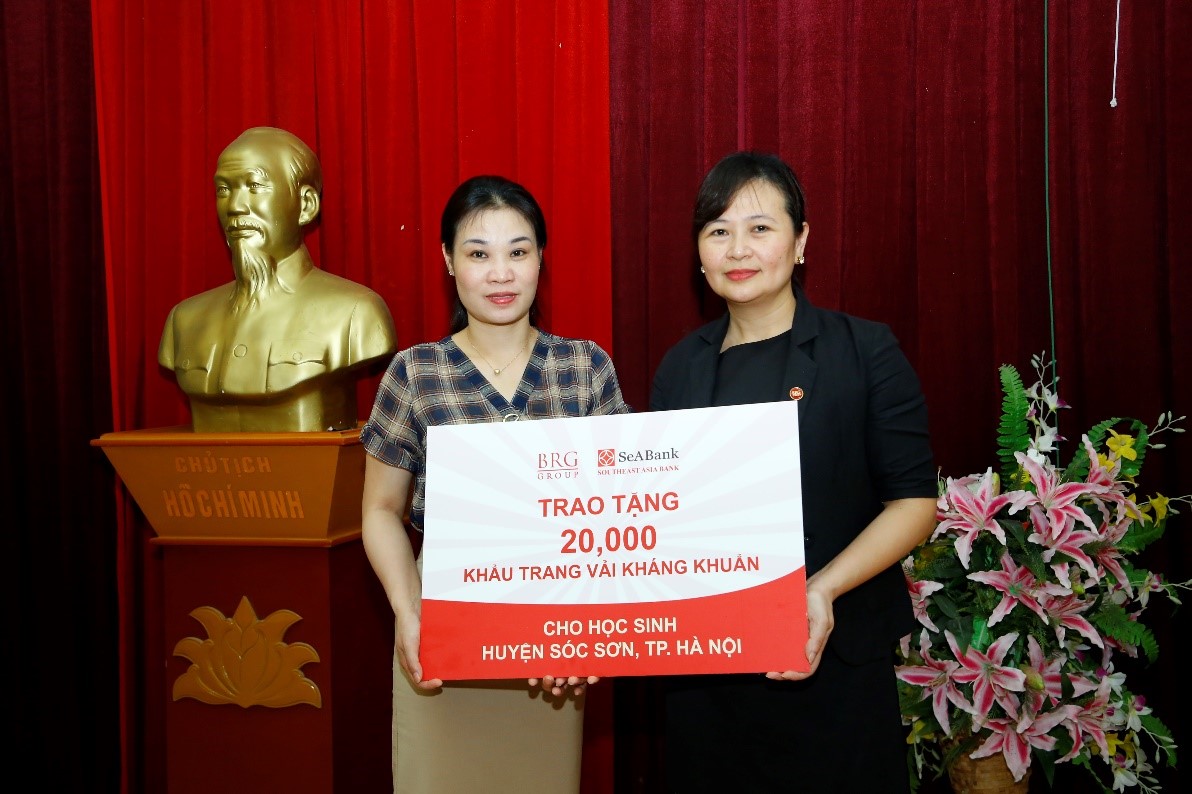 CHỦ TỊCH
HỒ CHÍ MINH
BRG
GROUP
SeABank
SOUTHEAST ASIA BANK
TRAO TẶNG
20,000
KHẨU TRANG VẢI KHÁNG KHUẨN
CHO HỌC SINH
HUYỆN SÓC SƠN, TP. HÀ NỘI